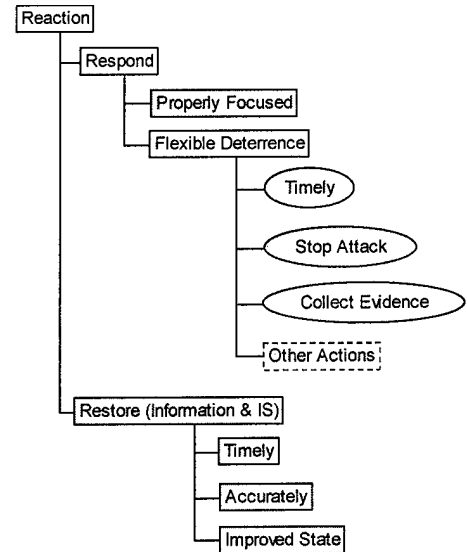 Reaction
Respond
Properly Focused
Flexible Deterrence
Timely
Stop Attack
Collect Evidence
Other Actions
Restore (Information & IS)
Timely
Accurately
Improved State